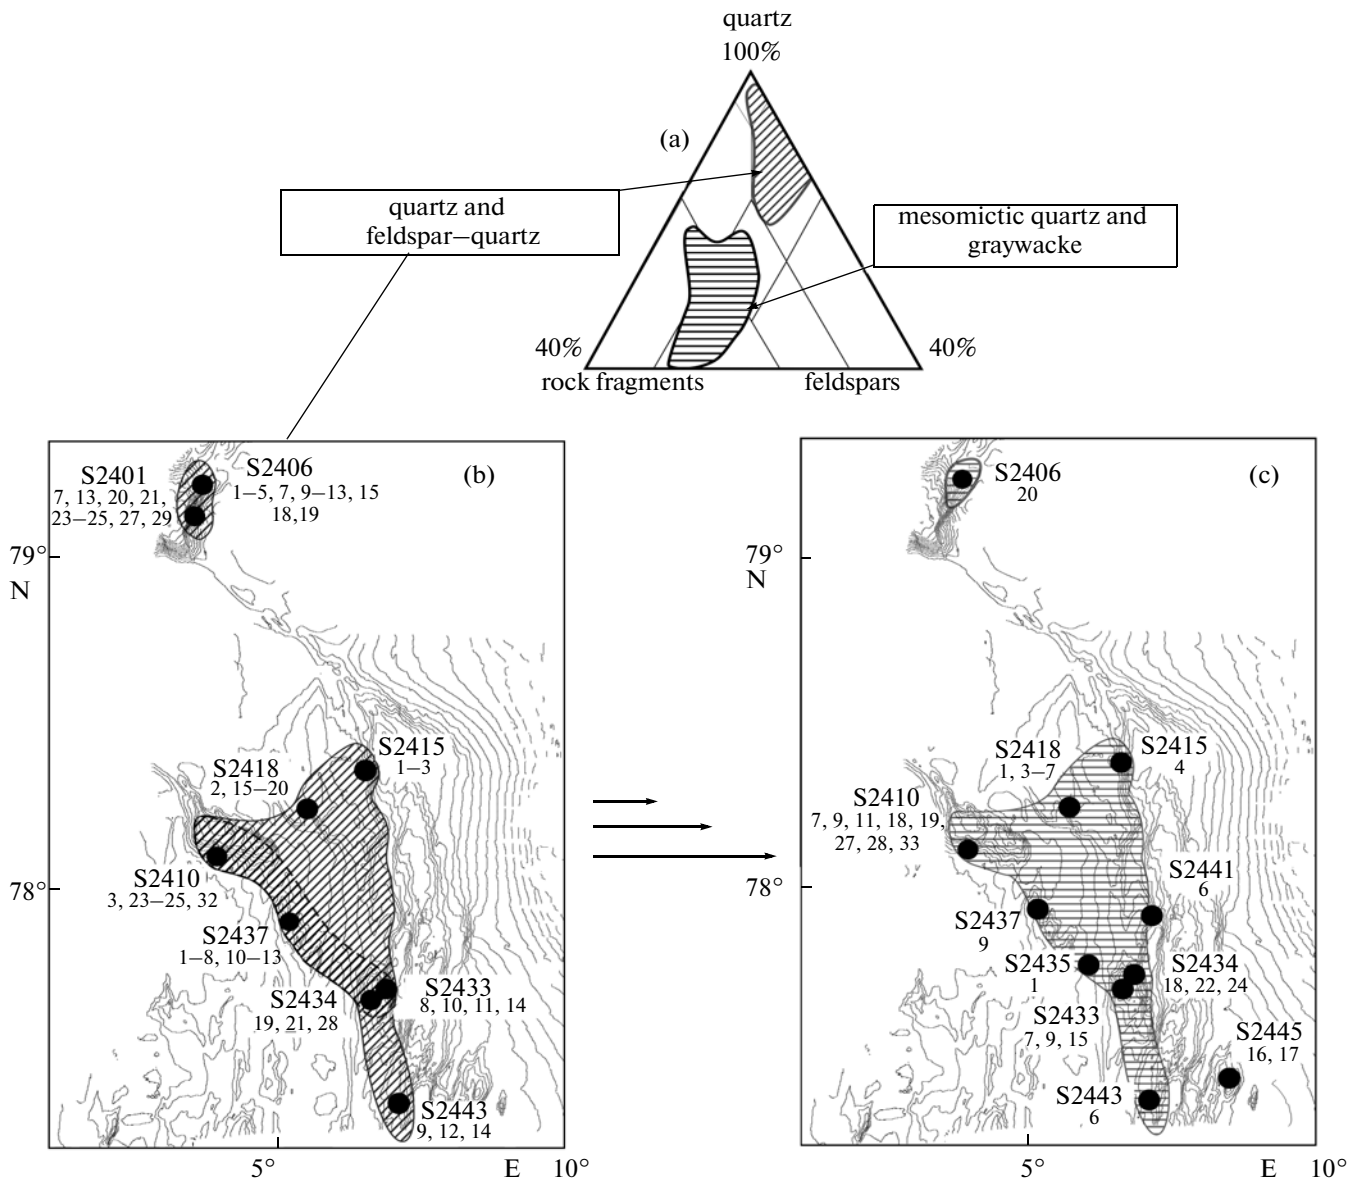 quartz
100%
(a)
quartz and
feldspar–quartz
mesomictic quartz and
graywacke
40%
40%
rock fragments
feldspars
(b)
S2401
7, 13, 20, 21,
23–25, 27, 29
S2406
1–5, 7, 9–13, 15
18,19
79°
N
S2415
1–3
S2418
2, 15–20
78°
S2410
3, 23–25, 32
S2437
1–8, 10–13
S2434
19, 21, 28
S2433
8, 10, 11, 14
S2443
9, 12, 14
5°
E
10°
(c)
S2406
20
79°
N
S2418
1, 3–7
S2415
4
S2410
7, 9, 11, 18, 19,
27, 28, 33
78°
S2441
6
S2437
9
S2435
1
S2434
18, 22, 24
S2433
7, 9, 15
S2445
16, 17
S2443
6
5°
E
10°